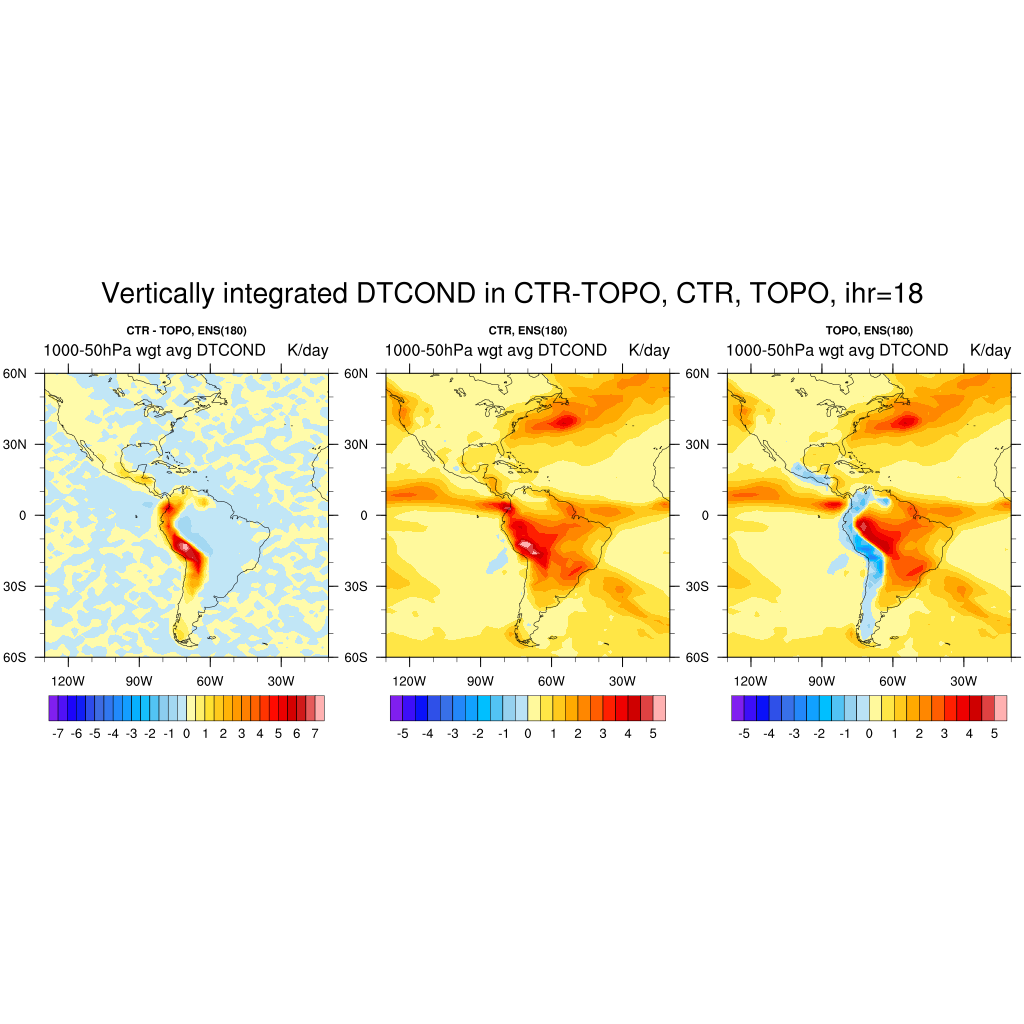 Vertically integrated DTCOND in CTR-TOPO, CTR, TOPO, ihr=18
CTR - TOPO, ENS(180)
1000-50hPa wgt avg DTCOND K/day
60N
30N
0
30S
60S
120W 90W 60W 30W
-7 -6 -5 -4 -3 -2 -1 0 1 2 3 4 5 6 7
CTR, ENS(180)
1000-50hPa wgt avg DTCOND K/day
60N
30N
0
30S
60S
120W 90W 60W 30W
-5 -4 -3 -2 -1 0 1 2 3 4 5
TOPO, ENS(180)
1000-50hPa wgt avg DTCOND K/day
60N
30N
0
30S
60S
120W 90W 60W 30W
-5 -4 -3 -2 -1 0 1 2 3 4 5